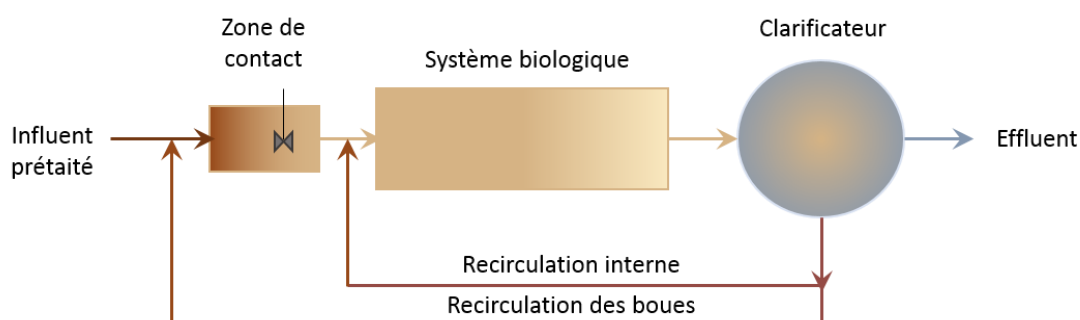 Zone de
contact
Système biologique
Clarificateur
Influent
prétaité
Effluent
Recirculation interne
Recirculation des boues